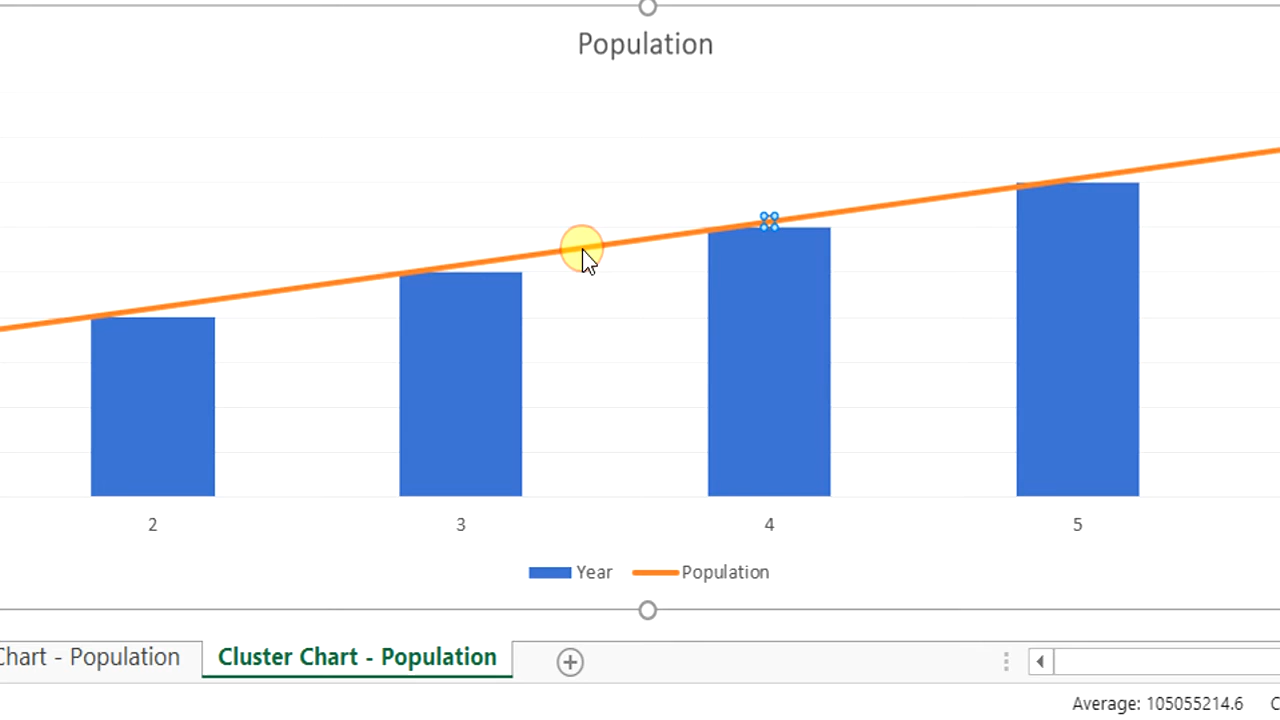 Population
2 3 4 5
Year Population
Chart - Population Cluster Chart - Population
Average: 105055214.6